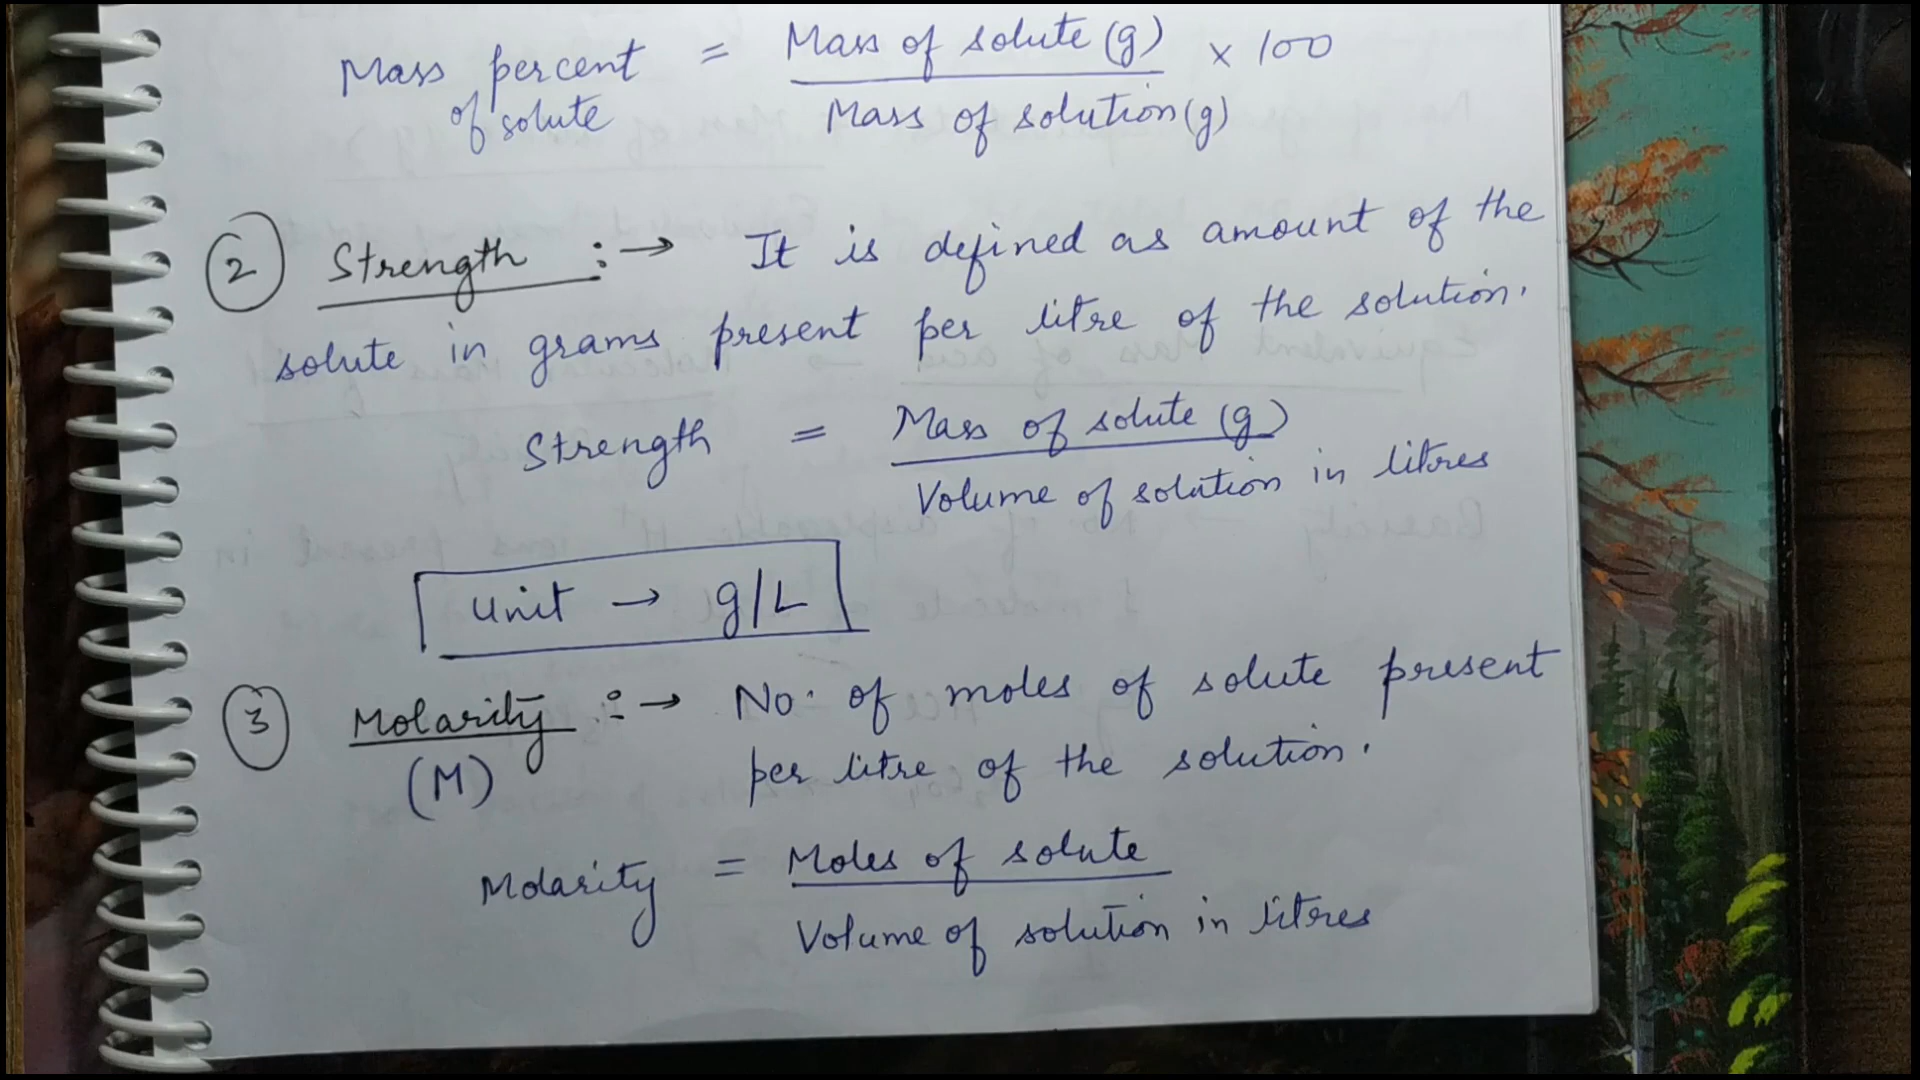 Mass percent = Mass of solute (g) × 100
of solute Mass of solution (g)
② Strength :→ It is defined as amount of the
solute in grams present per litre of the solution.
Strength = Mass of solute (g)
Volume of solution in litres
Unit → g/L
③ Molarity :→ No. of moles of solute present
(M) per litre of the solution.
Molarity = Moles of solute
Volume of solution in litres